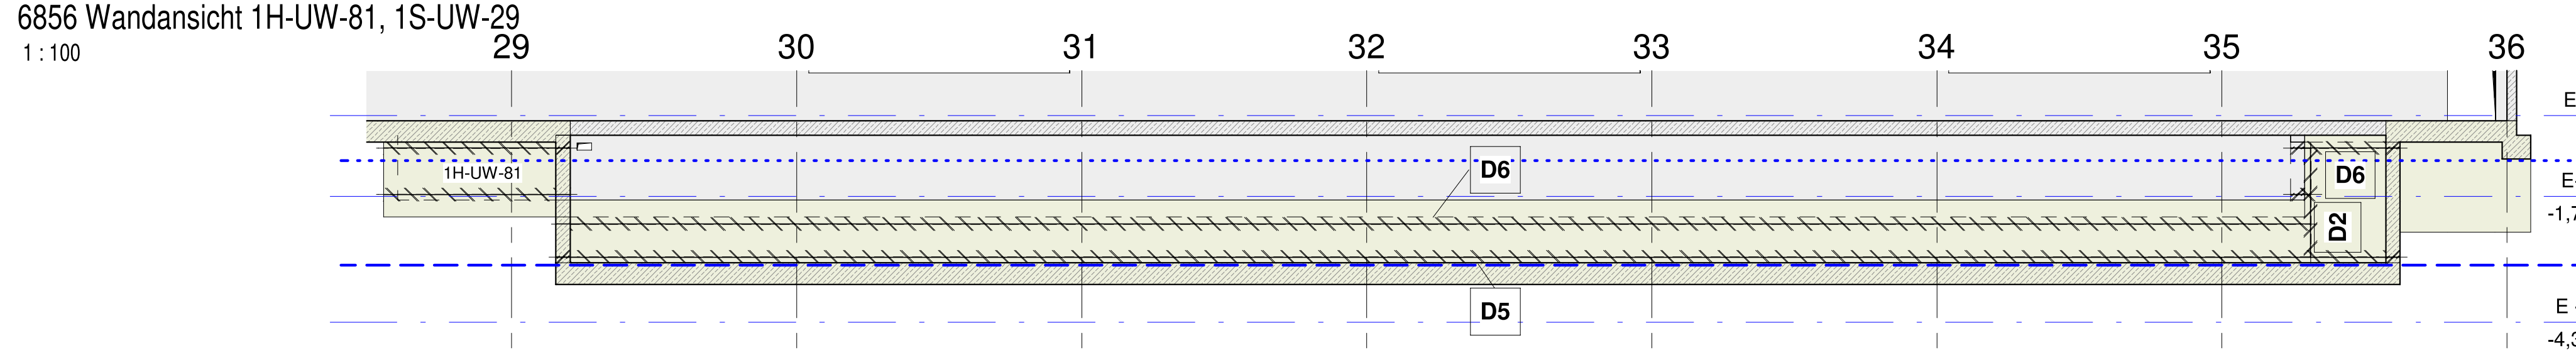 6856 Wandansicht 1H-UW-81, 1S-UW-29
1 : 100
29 30 31 32 33 34 35 36
E
1H-UW-81
D6
D6
E-
-1,7
D2
D5
E -
-4,3